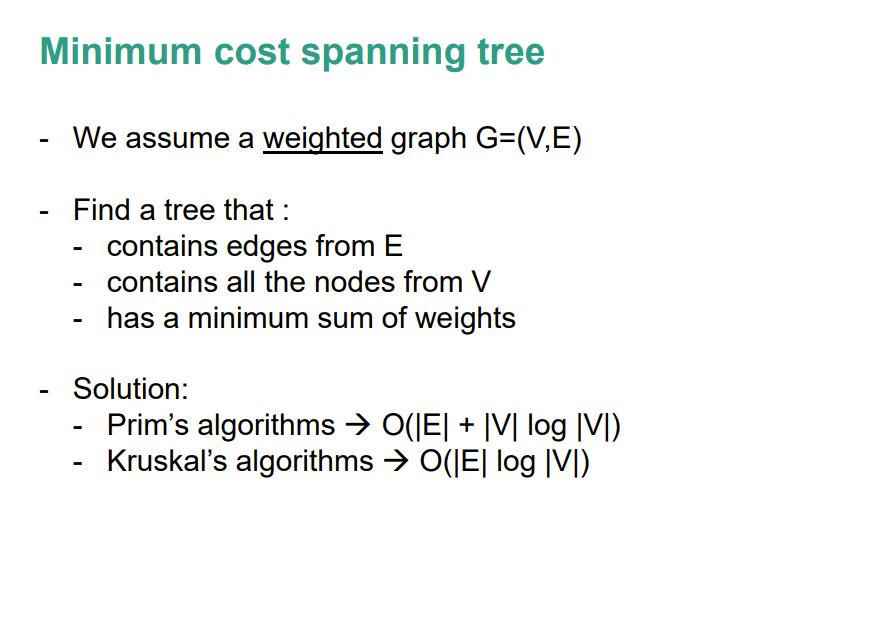 Minimum cost spanning tree
- We assume a weighted graph G=(V,E)
- Find a tree that :
- contains edges from E
- contains all the nodes from V
- has a minimum sum of weights
- Solution:
- Prim’s algorithms → O(|E| + |V| log |V|)
- Kruskal’s algorithms → O(|E| log |V|)